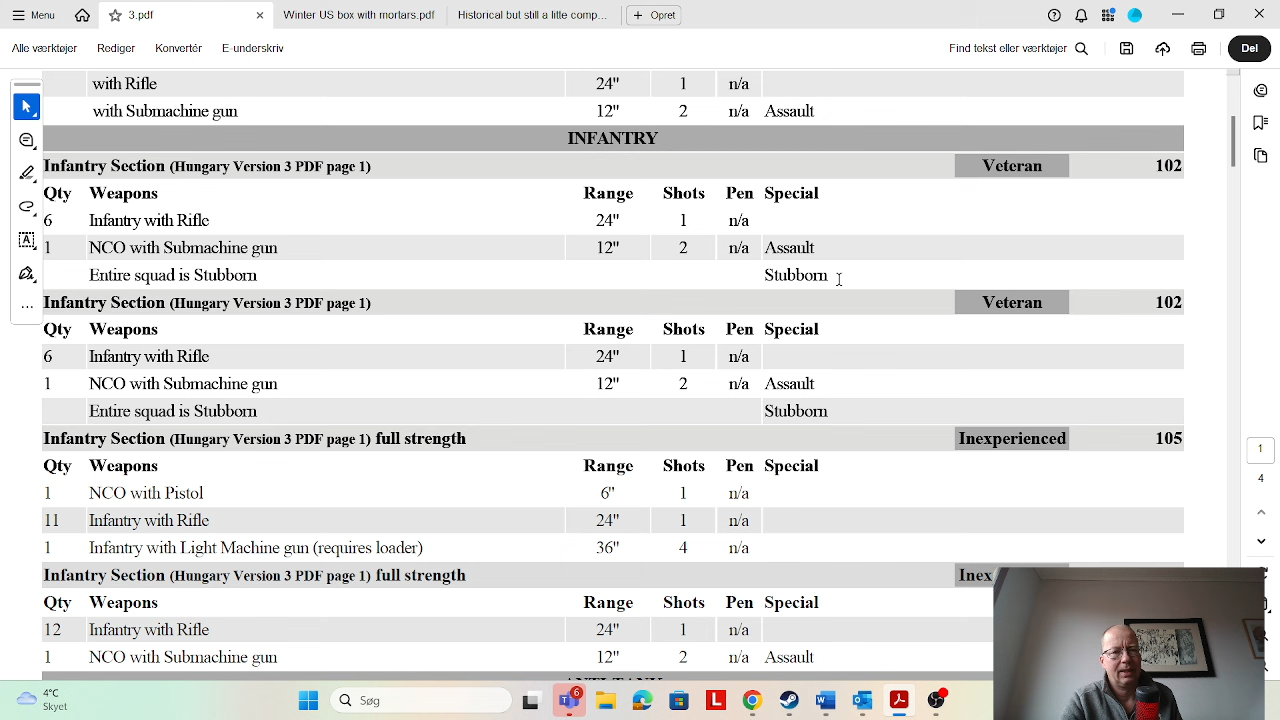 Menu 3.pdf Winter US box with mortars.pdf Historical but still a litle comp... Opret
Alle værktøjer Rediger Konvertér E-underskriv Find tekst eller værktøjer Del
with Rifle 24" 1 n/a
with Submachine gun 12" 2 n/a Assault
INFANTRY
Infantry Section (Hungary Version 3 PDF page 1) Veteran 102
Qty Weapons Range Shots Pen Special
6 Infantry with Rifle 24" 1 n/a
1 NCO with Submachine gun 12" 2 n/a Assault
Entire squad is Stubborn Stubborn
Infantry Section (Hungary Version 3 PDF page 1) Veteran 102
Qty Weapons Range Shots Pen Special
6 Infantry with Rifle 24" 1 n/a
1 NCO with Submachine gun 12" 2 n/a Assault
Entire squad is Stubborn Stubborn
Infantry Section (Hungary Version 3 PDF page 1) full strength Inexperienced 105
Qty Weapons Range Shots Pen Special
1 NCO with Pistol 6" 1 n/a
11 Infantry with Rifle 24" 1 n/a
1 Infantry with Light Machine gun (requires loader) 36" 4 n/a
Infantry Section (Hungary Version 3 PDF page 1) full strength
Qty Weapons Range Shots Pen Special
12 Infantry with Rifle 24" 1 n/a
1 NCO with Submachine gun 12" 2 n/a Assault
1
4
4°C
Skyet
Søg
6